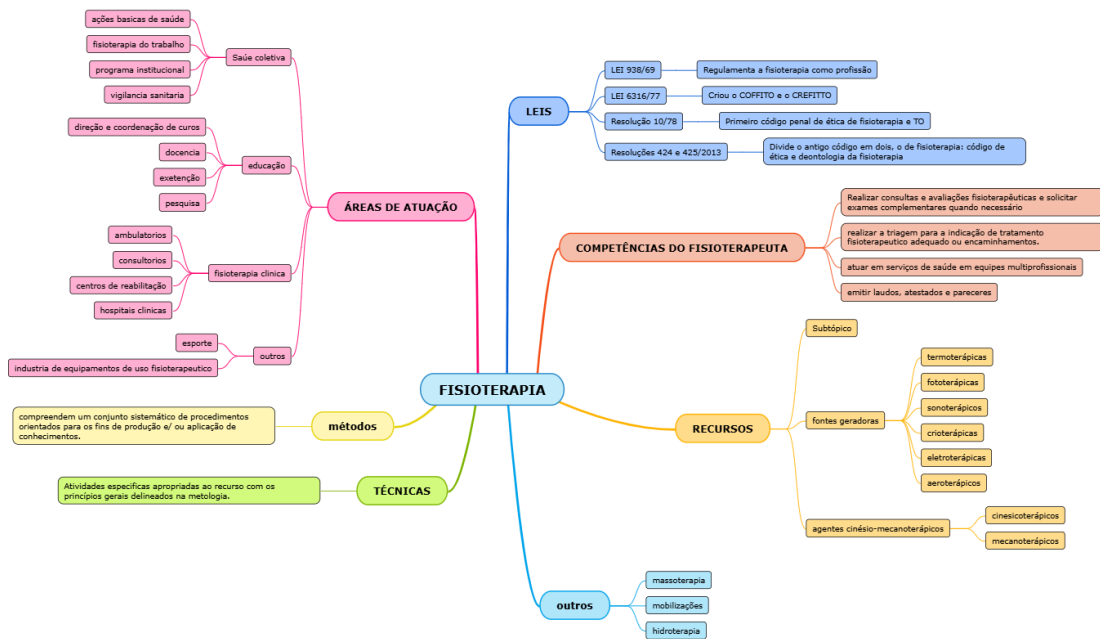 FISIOTERAPIA
LEIS
LEI 938/69
Regulamenta a fisioterapia como profissão
LEI 6316/77
Criou o COFFITO e o CREFITTO
Resolução 10/78
Primeiro código penal de ética de fisioterapia e TO
Resoluções 424 e 425/2013
Divide o antigo código em dois, o de fisioterapia: código de
ética e deontologia da fisioterapia
COMPETÊNCIAS DO FISIOTERAPEUTA
Realizar consultas e avaliações fisioterapêuticas e solicitar
exames complementares quando necessário
realizar a triagem para a indicação de tratamento
fisioterapeutico adequado ou encaminhamentos.
atuar em serviços de saúde em equipes multiprofissionais
emitir laudos, atestados e pareceres
RECURSOS
Subtópico
fontes geradoras
termoterápicas
fototerápicas
sonoterápicos
crioterápicas
eletroterápicas
aeroterápicos
agentes cinésio-mecanoterápicos
cinesicoterápicos
mecanoterápicos
outros
massoterapia
mobilizações
hidroterapia
ÁREAS DE ATUAÇÃO
Saúe coletiva
ações basicas de saúde
fisioterapia do trabalho
programa institucional
vigilancia sanitaria
educação
direção e coordenação de curos
docencia
exetenção
pesquisa
fisioterapia clinica
ambulatorios
consultorios
centros de reabilitação
hospitais clinicas
outros
esporte
industria de equipamentos de uso fisioterapeutico
métodos
compreendem um conjunto sistemático de procedimentos
orientados para os fins de produção e/ ou aplicação de
conhecimentos.
TÉCNICAS
Atividades especificas apropriadas ao recurso com os
princípios gerais delineados na metologia.